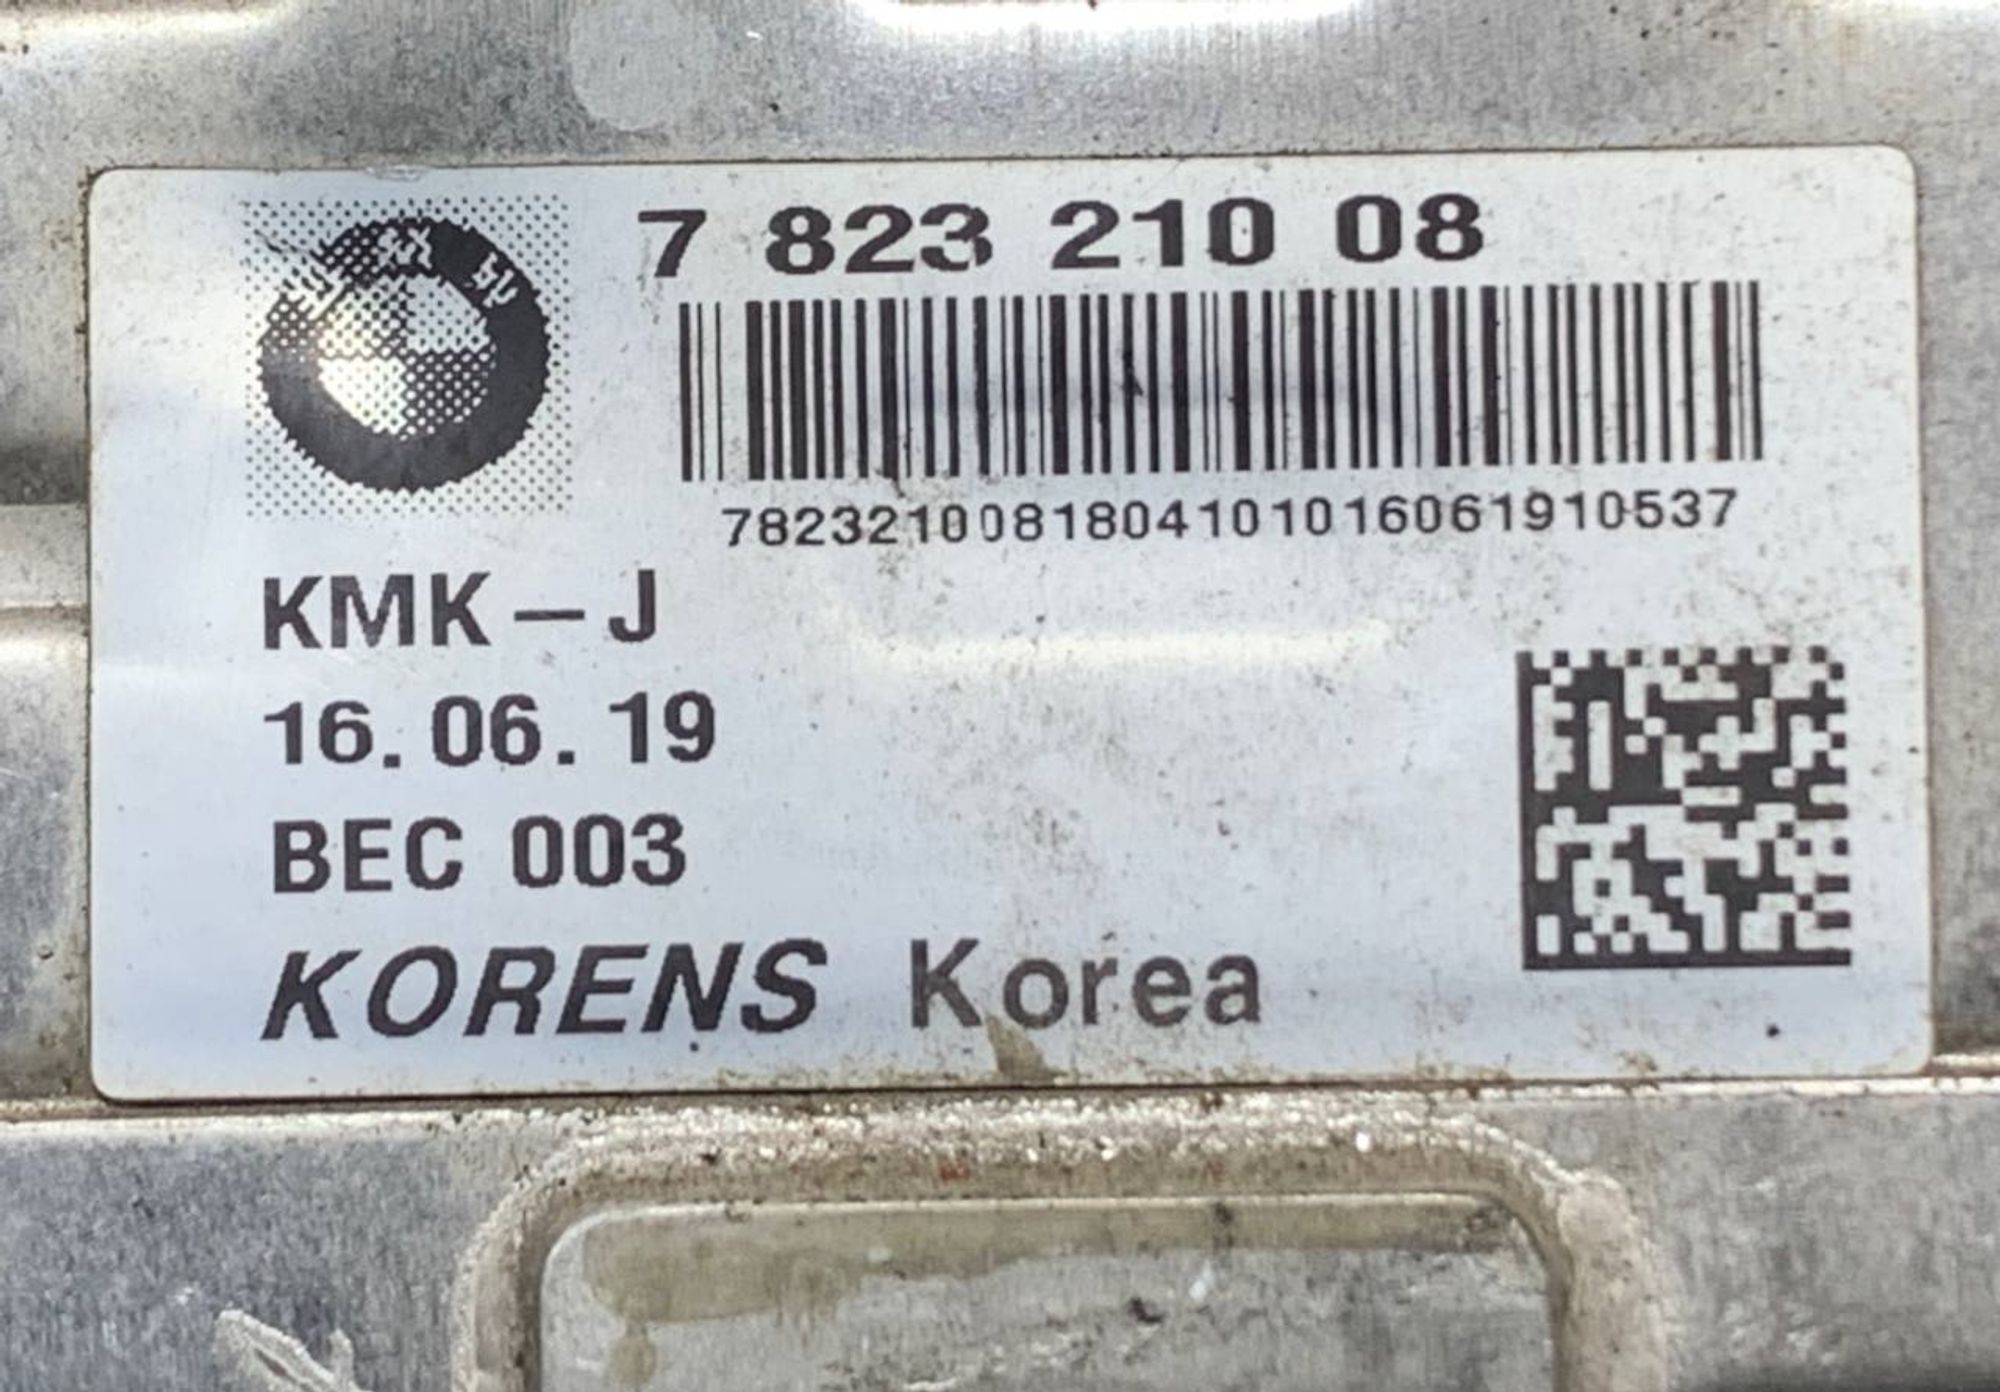 7 823 210 08
7823210081804101016061910537
KMK-J
16. 06. 19
BEC 003
KORENS Korea